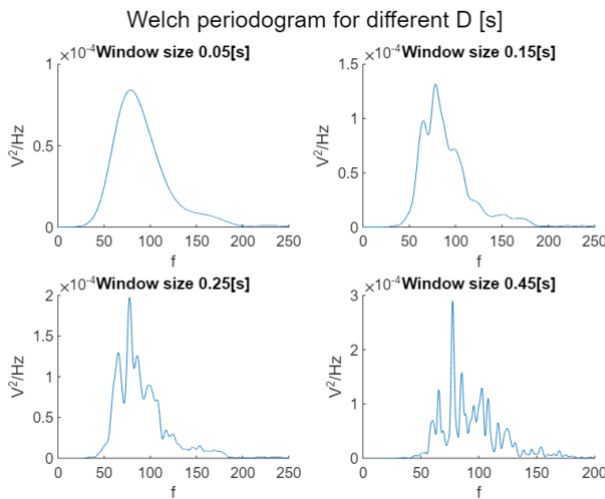 Welch periodogram for different D [s]
×10-4 Window size 0.05[s]
1
0.5
0
V2/Hz
0 50 100 150 200 250
f
×10-4 Window size 0.15[s]
1.5
1
0.5
0
V2/Hz
0 50 100 150 200 250
f
×10-4 Window size 0.25[s]
2
1.5
1
0.5
0
V2/Hz
0 50 100 150 200 250
f
×10-4 Window size 0.45[s]
3
2
1
0
V2/Hz
0 50 100 150 200
f